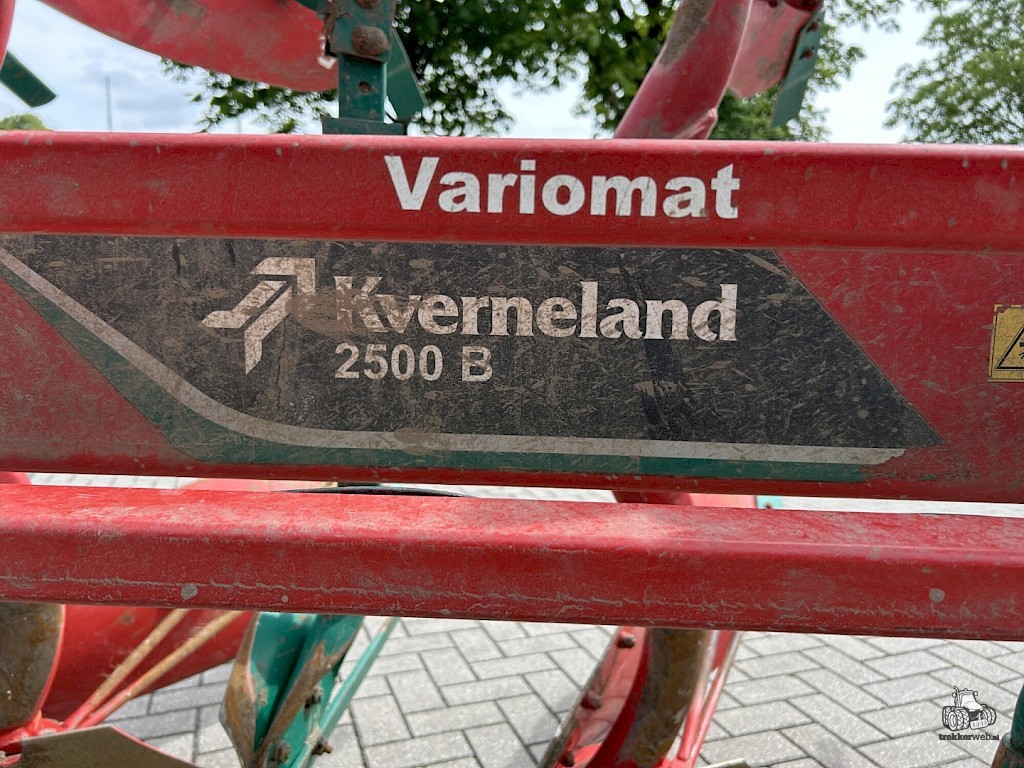 Variomat
Kverneland
2500 B
trekkerweb.nl